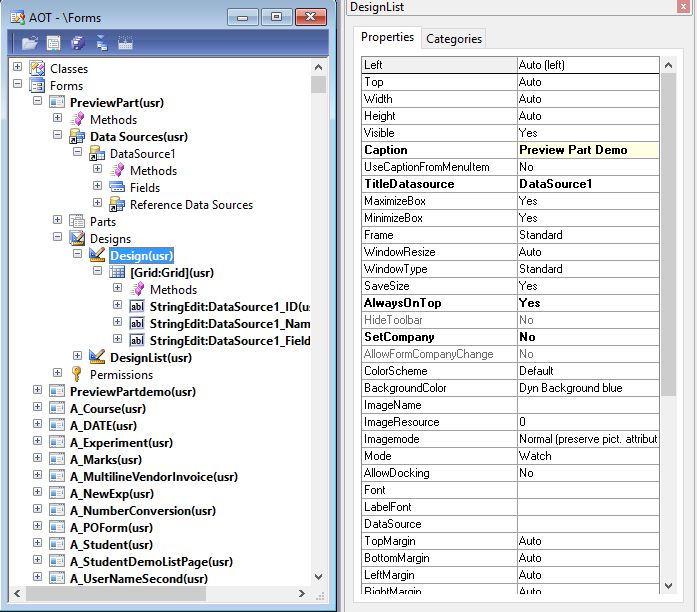 AOT - \Forms
Classes
Forms
PreviewPart(usr)
Methods
Data Sources(usr)
DataSource1
Methods
Fields
Reference Data Sources
Parts
Designs
Design(usr)
[Grid:Grid](usr)
Methods
ab| StringEdit:DataSource1_ID(u
ab| StringEdit:DataSource1_Nam
ab| StringEdit:DataSource1_Field
DesignList(usr)
Permissions
PreviewPartdemo(usr)
A_Course(usr)
A_DATE(usr)
A_Experiment(usr)
A_Marks(usr)
A_MultilineVendorInvoice(usr)
A_NewExp(usr)
A_NumberConversion(usr)
A_POForm(usr)
A_Student(usr)
A_StudentDemoListPage(usr)
A_UserNameSecond(usr)
DesignList
Properties Categories
Left Auto (left)
Top Auto
Width Auto
Height Auto
Visible Yes
Caption Preview Part Demo
UseCaptionFromMenuItem No
TitleDatasource DataSource1
MaximizeBox Yes
MinimizeBox Yes
Frame Standard
WindowResize Auto
WindowType Standard
SaveSize Yes
AlwaysOnTop Yes
HideToolbar No
SetCompany No
AllowFormCompanyChange No
ColorScheme Default
BackgroundColor Dyn Background blue
ImageName
ImageResource 0
Imagemode Normal (preserve pict. attribut
Mode Watch
AllowDocking No
Font
LabelFont
DataSource
TopMargin Auto
BottomMargin Auto
LeftMargin Auto
RightMargin Auto